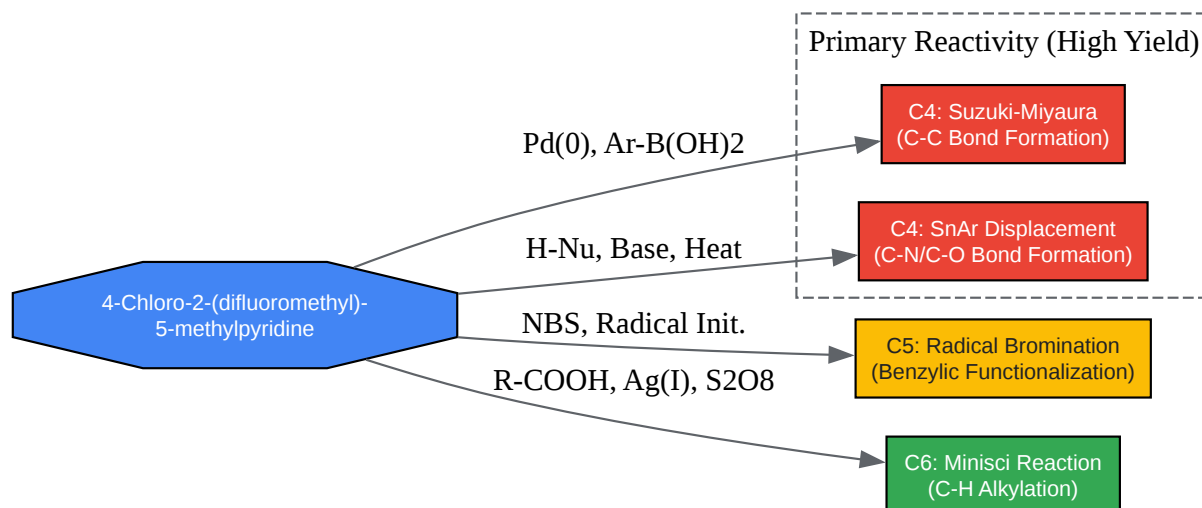 Primary Reactivity (High Yield)
C4: Suzuki-Miyaura
(C-C Bond Formation)
Pd(0), Ar-B(OH)2
C4: SnAr Displacement
(C-N/C-O Bond Formation)
H-Nu, Base, Heat
4-Chloro-2-(difluoromethyl)-
5-methylpyridine
NBS, Radical Init.
C5: Radical Bromination
(Benzylic Functionalization)
R-COOH, Ag(I), S2O8
C6: Minisci Reaction
(C-H Alkylation)